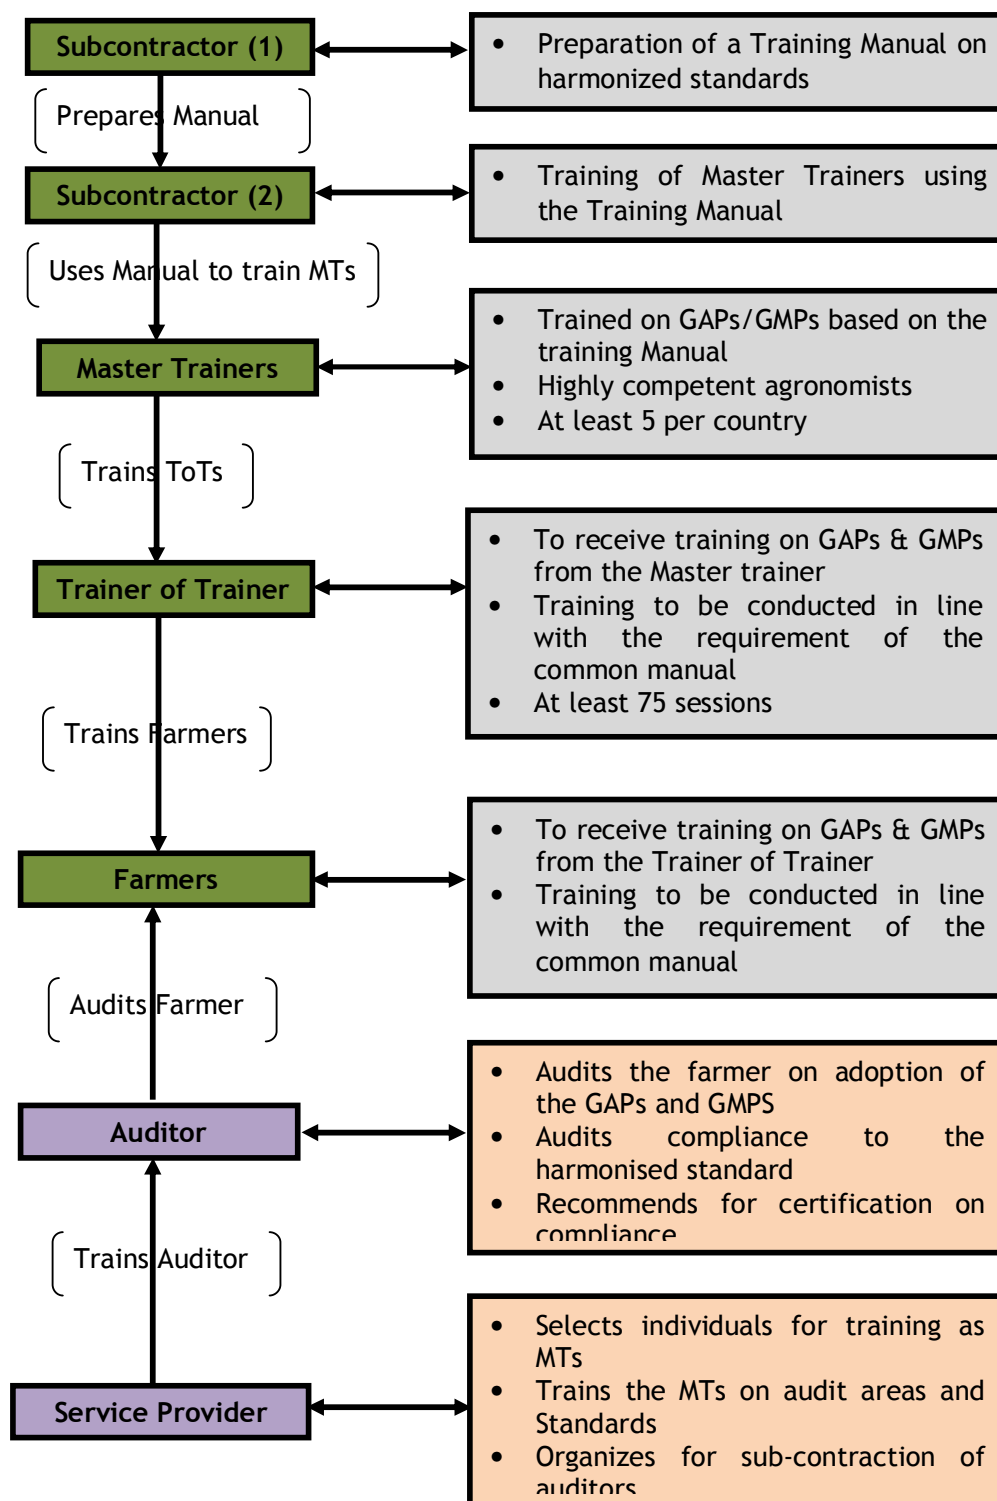 Subcontractor (1)
• Preparation of a Training Manual on
harmonized standards
Prepares Manual
Subcontractor (2)
• Training of Master Trainers using
the Training Manual
Uses Manual to train MTs
Master Trainers
• Trained on GAPs/GMPs based on the
training Manual
• Highly competent agronomists
• At least 5 per country
Trains ToTs
Trainer of Trainer
• To receive training on GAPs & GMPs
from the Master trainer
• Training to be conducted in line
with the requirement of the
common manual
• At least 75 sessions
Trains Farmers
Farmers
• To receive training on GAPs & GMPs
from the Trainer of Trainer
• Training to be conducted in line
with the requirement of the
common manual
Audits Farmer
Auditor
• Audits the farmer on adoption of
the GAPs and GMPS
• Audits compliance to the
harmonised standard
• Recommends for certification on
compliance
Trains Auditor
Service Provider
• Selects individuals for training as
MTs
• Trains the MTs on audit areas and
Standards
• Organizes for sub-contraction of
auditors